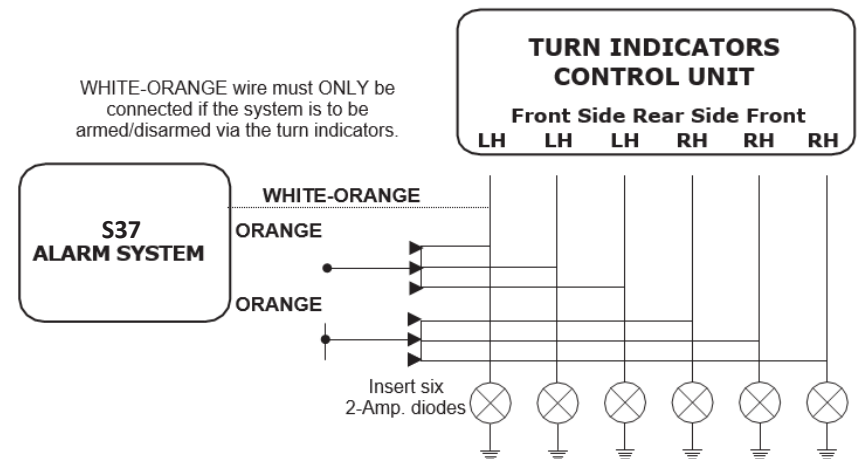 TURN INDICATORS
CONTROL UNIT
Front Side Rear Side Front
LH LH LH RH RH RH
WHITE-ORANGE wire must ONLY be
connected if the system is to be
armed/disarmed via the turn indicators.
WHITE-ORANGE
S37
ALARM SYSTEM
ORANGE
ORANGE
Insert six
2-Amp. diodes